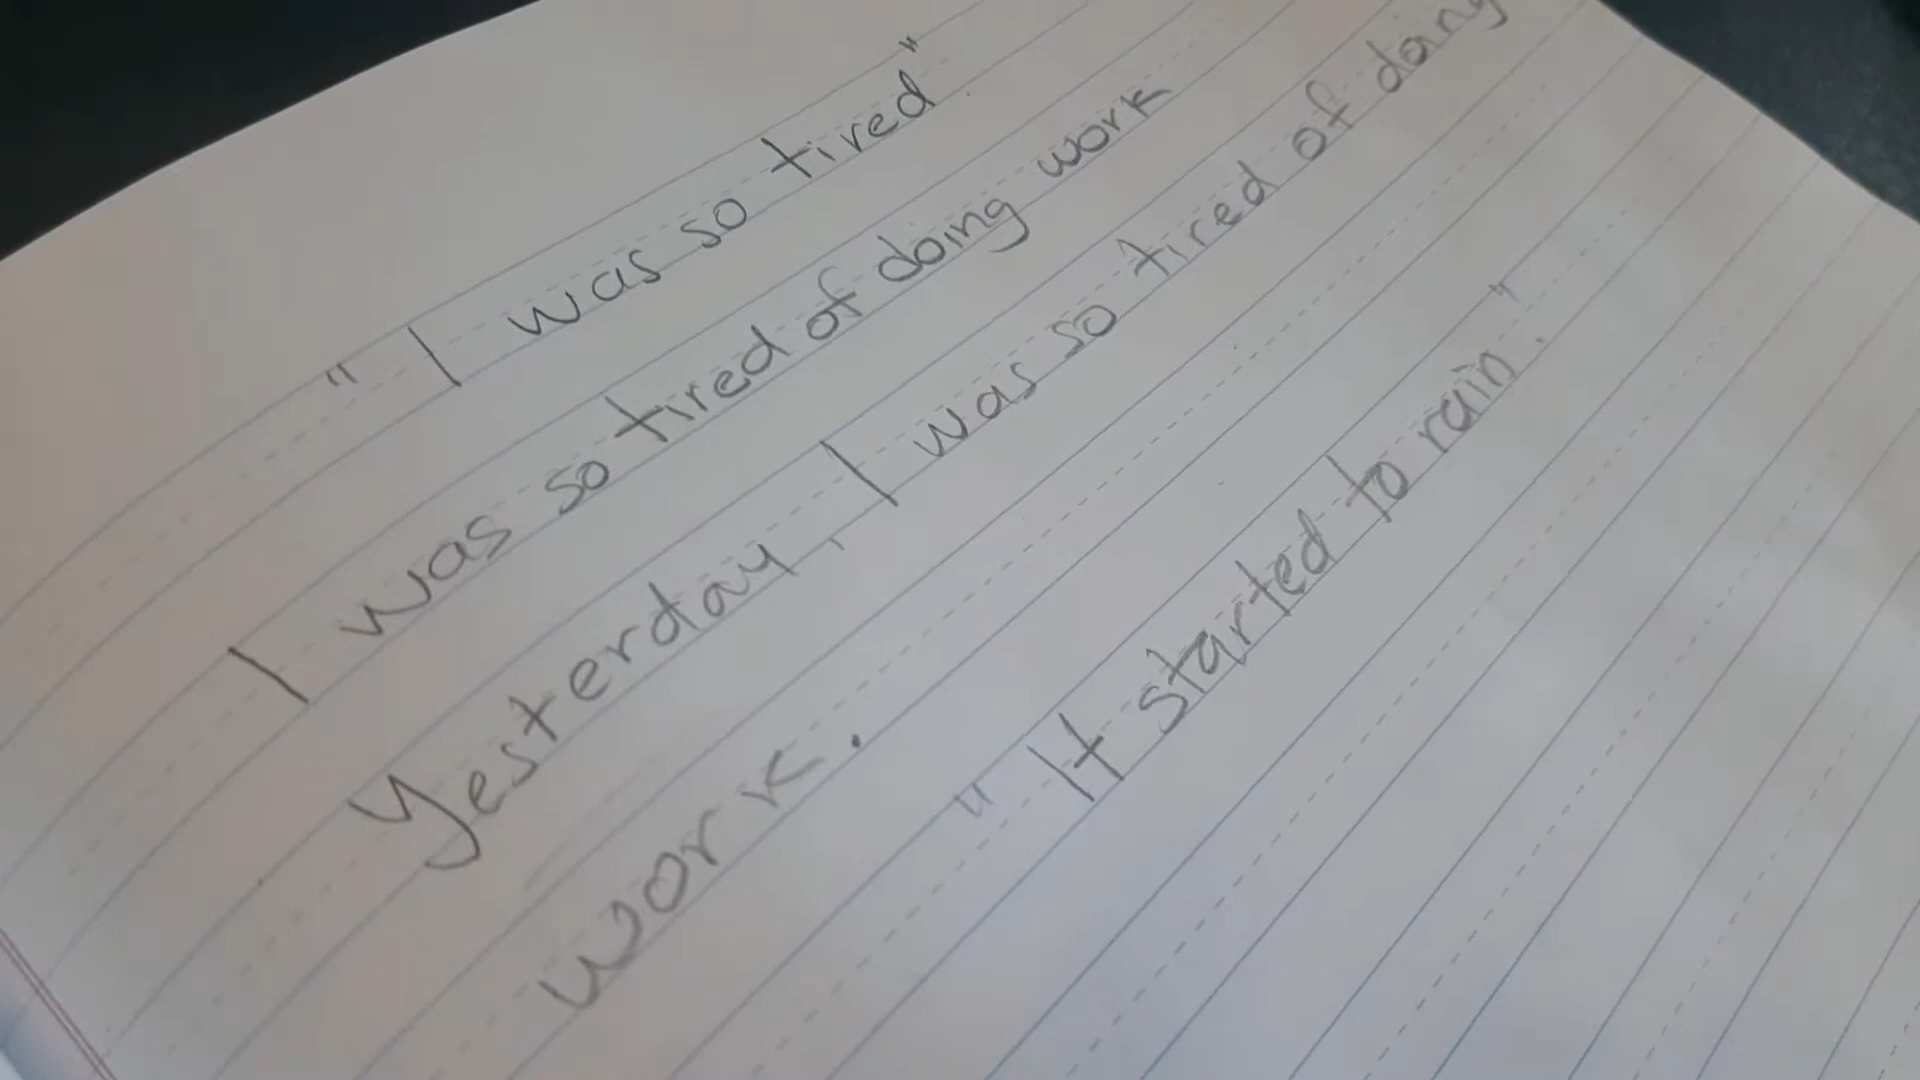 " I was so tired"
I was so tired of doing work
Yesterday, I was so tired of doing
work.
" It started to rain."